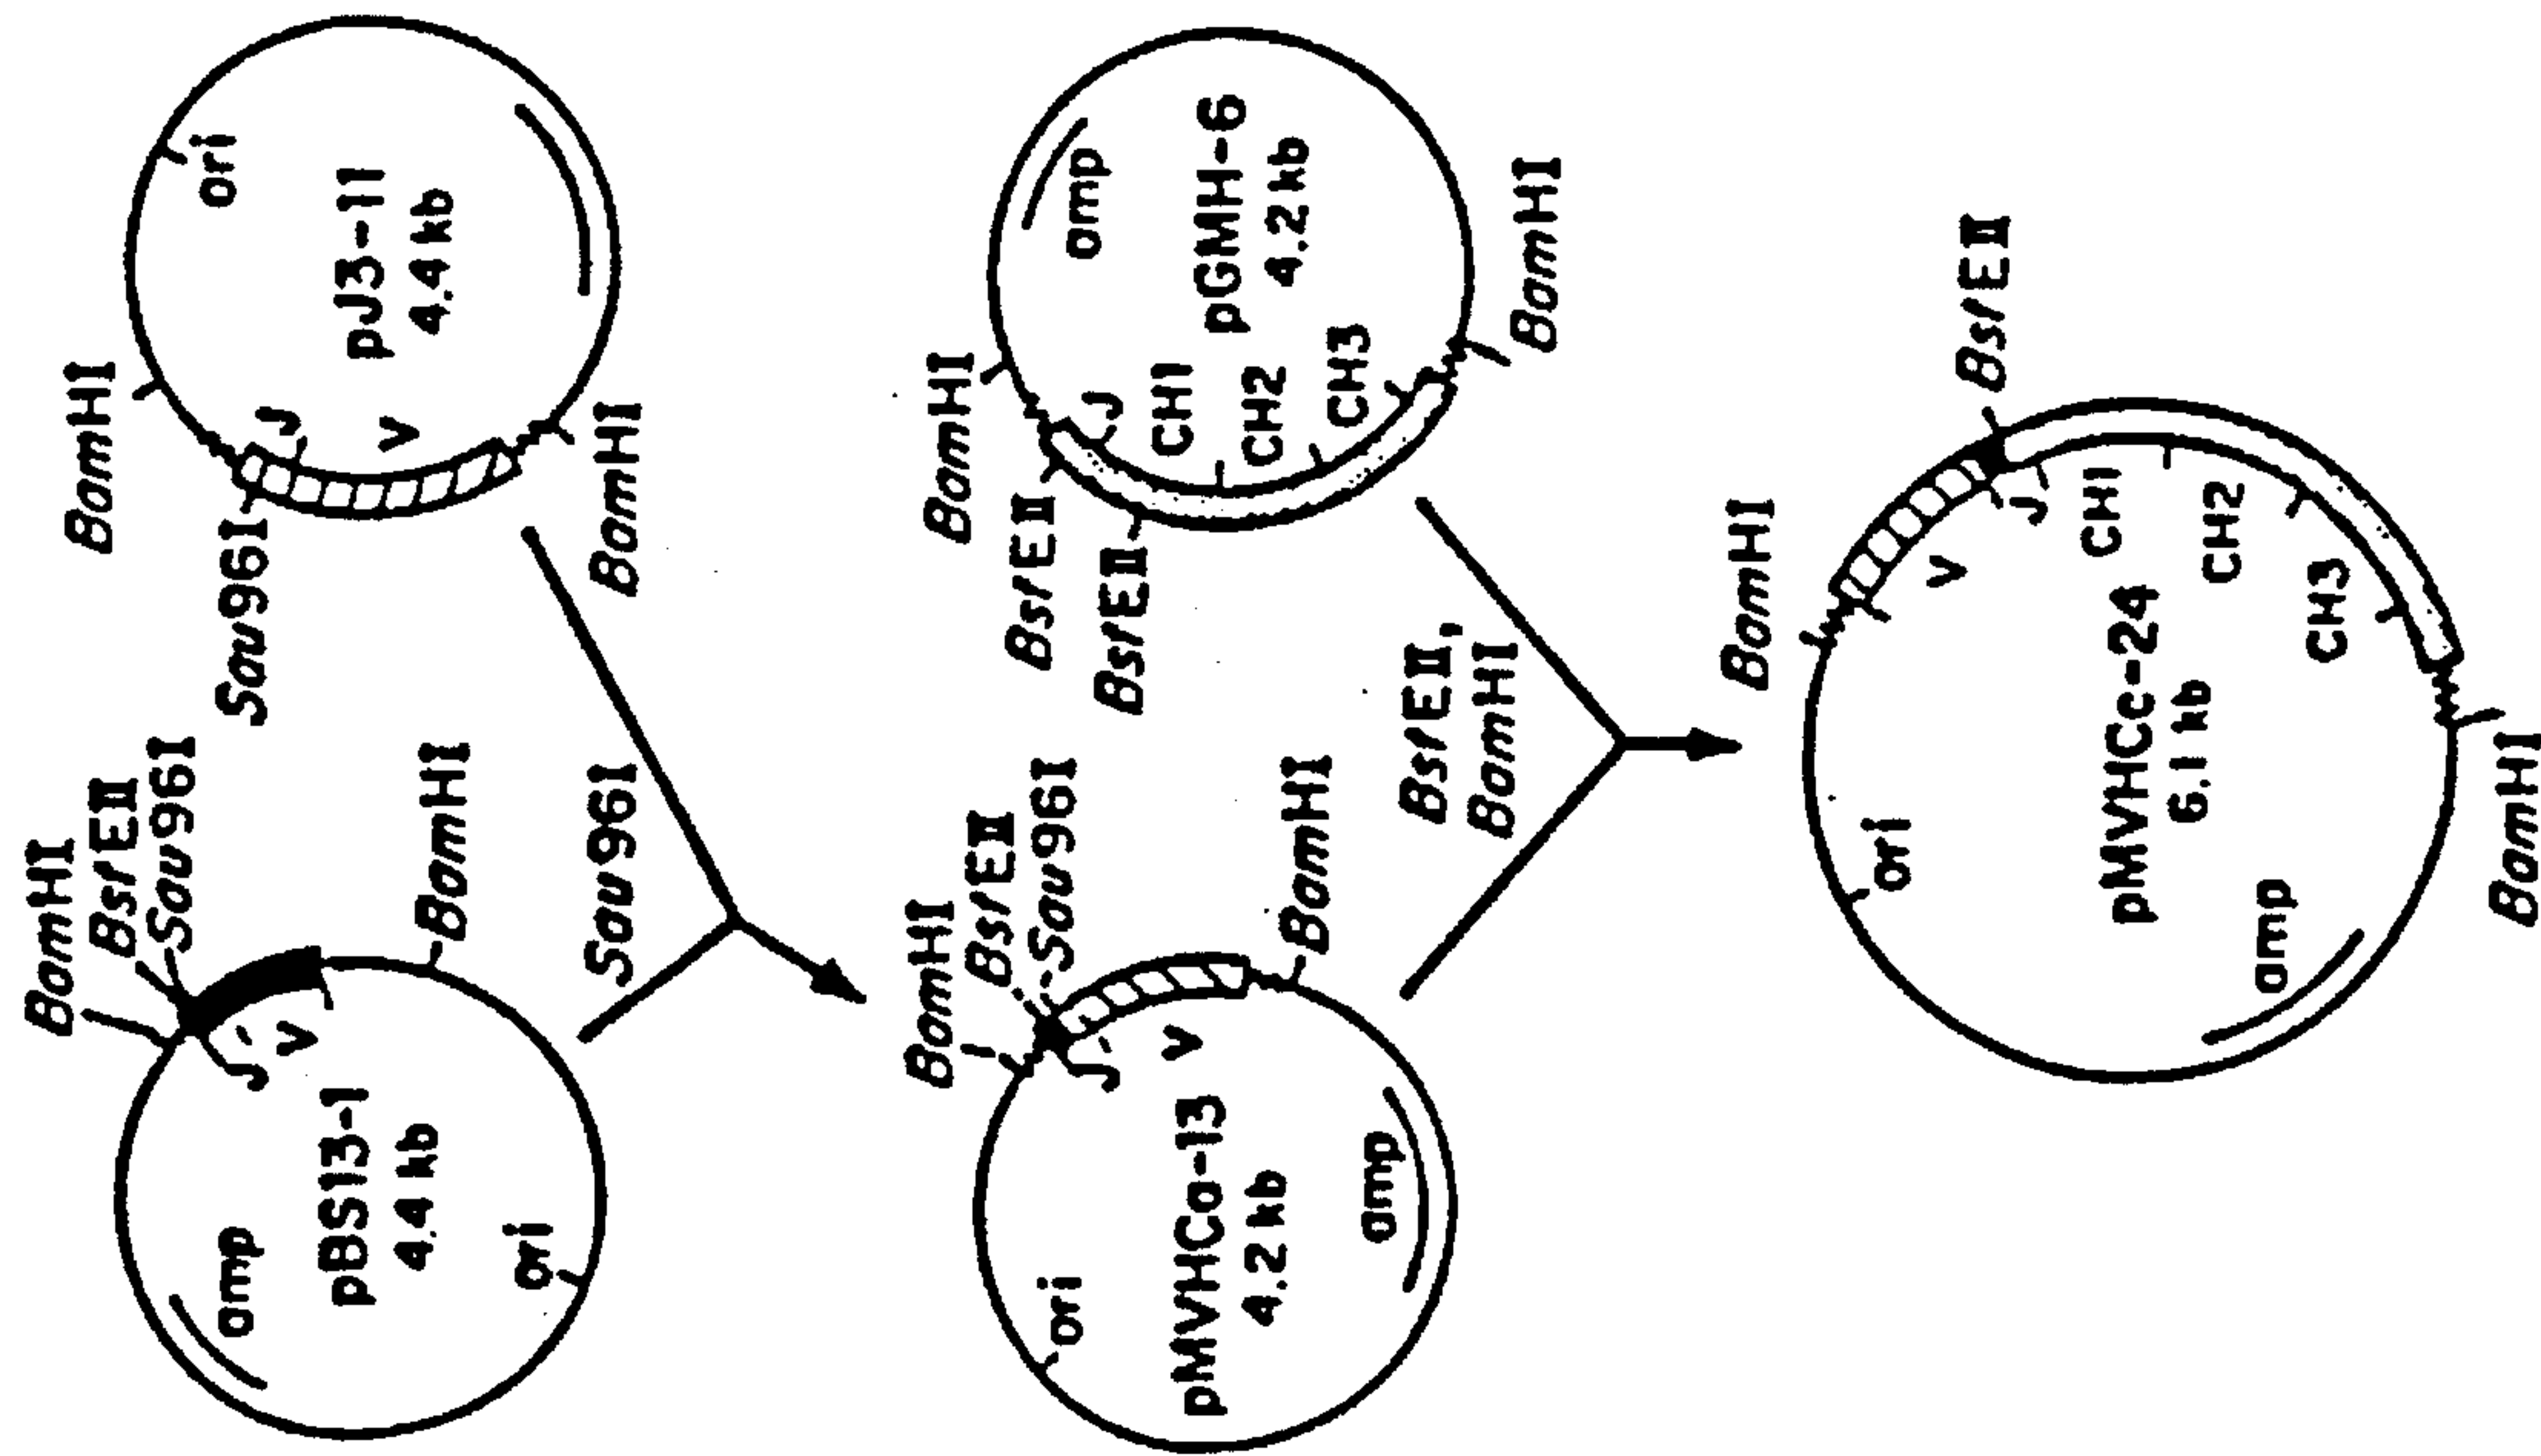 BamHI
BstEII
Sau96I
J
V
BamHI
amp
pBS13-1
4.4 kb
ori
BamHI
Sau96I
J
V
BamHI
ori
pJ3-11
4.4 kb
Sau96I
BamHI
BstEII
Sau96I
J
V
BamHI
ori
pMVHCa-13
4.2 kb
amp
BamHI
BstEII
BstEII
J
CH1
CH2
CH3
amp
pGMH-6
4.2 kb
BamHI
BstEII,
BamHI
BamHI
BstEII
V
J
CH1
CH2
CH3
ori
pMVHCc-24
6.1 kb
amp
BamHI